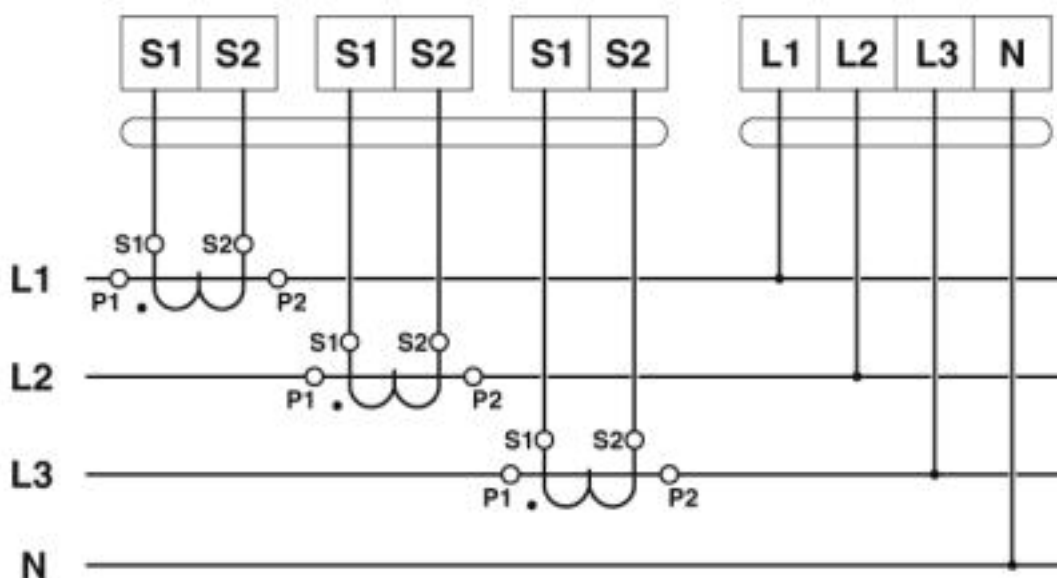 S1 S2 S1 S2 S1 S2 L1 L2 L3 N
S1 S2
L1
P1 P2
S1 S2
L2
P1 P2
S1 S2
L3
P1 P2
N